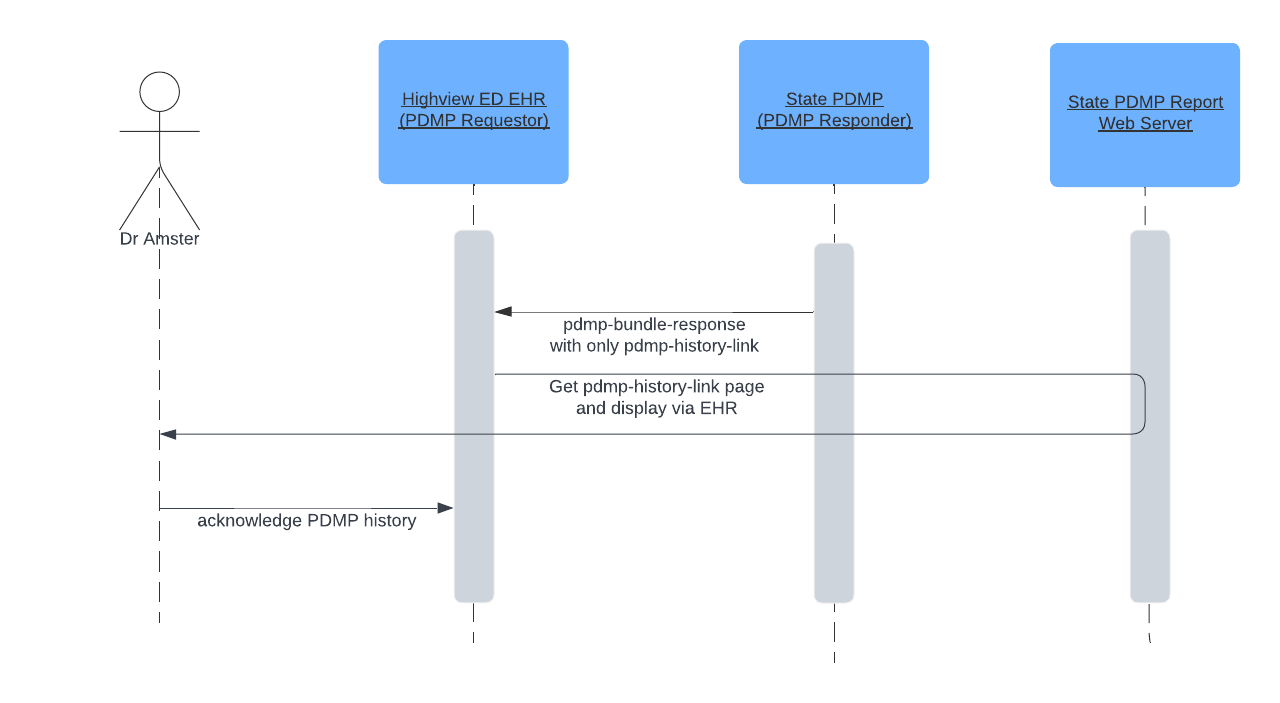 Highview ED EHR
(PDMP Requestor)
State PDMP
(PDMP Responder)
State PDMP Report
Web Server
Dr Amster
pdmp-bundle-response
with only pdmp-history-link
Get pdmp-history-link page
and display via EHR
acknowledge PDMP history